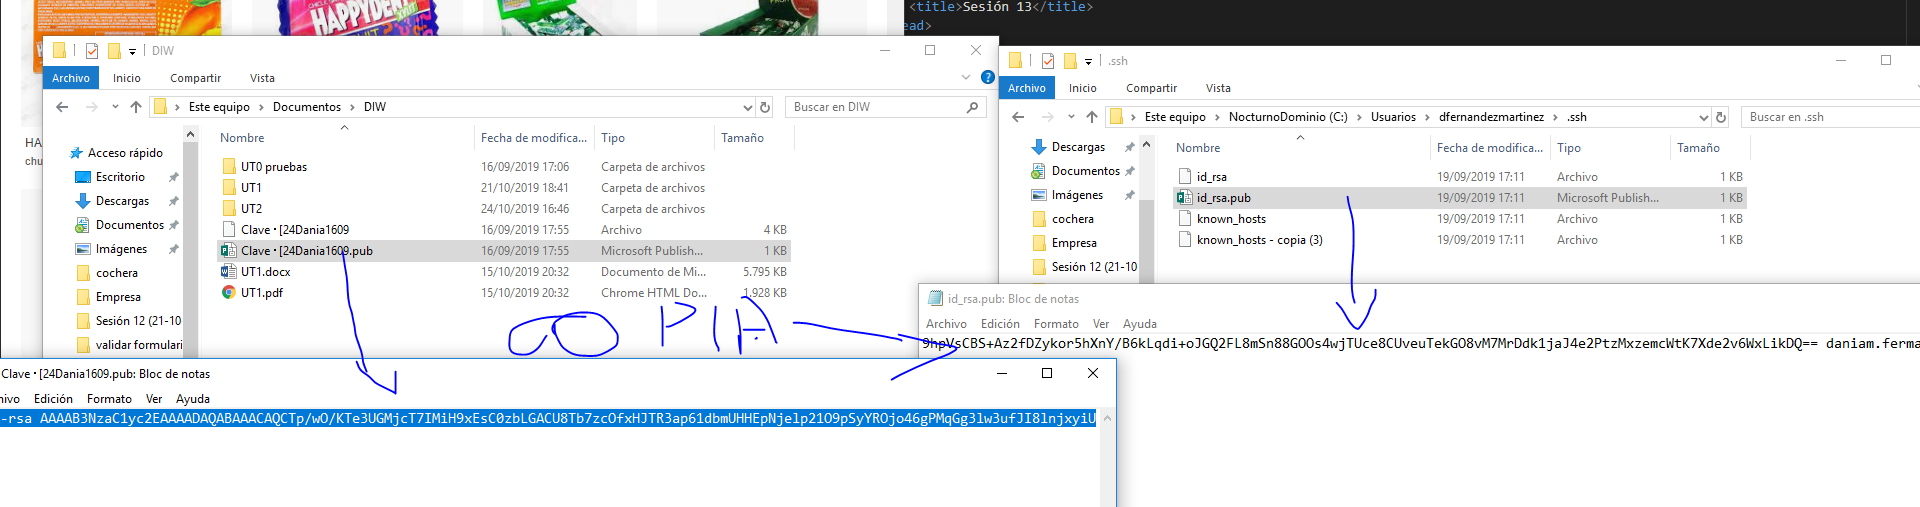 HAPPYDENT
<title>Sesión 13</title>
ead>
DIW
Archivo Inicio Compartir Vista
Este equipo > Documentos > DIW
Buscar en DIW
Nombre Fecha de modifica... Tipo Tamaño
HA
chu
Acceso rápido
Escritorio
Descargas
Documentos
Imágenes
cochera
Empresa
Sesión 12 (21-10
validar formulari
UT0 pruebas 16/09/2019 17:06 Carpeta de archivos
UT1 21/10/2019 18:41 Carpeta de archivos
UT2 24/10/2019 16:46 Carpeta de archivos
Clave · [24Dania1609 16/09/2019 17:55 Archivo 4 KB
Clave · [24Dania1609.pub 16/09/2019 17:55 Microsoft Publish... 1 KB
UT1.docx 15/10/2019 20:32 Documento de Mi... 5.795 KB
UT1.pdf 15/10/2019 20:32 Chrome HTML Do... 1.928 KB
.ssh
Archivo Inicio Compartir Vista
Este equipo > NocturnoDominio (C:) > Usuarios > dfernandezmartinez > .ssh
Buscar en .ssh
Nombre Fecha de modifica... Tipo Tamaño
Descargas
Documentos
Imágenes
cochera
Empresa
Sesión 12 (21-10
id_rsa 19/09/2019 17:11 Archivo 1 KB
id_rsa.pub 19/09/2019 17:11 Microsoft Publish... 1 KB
known_hosts 19/09/2019 17:11 Archivo 1 KB
known_hosts - copia (3) 19/09/2019 17:11 Archivo 1 KB
COPIA
id_rsa.pub: Bloc de notas
Archivo Edición Formato Ver Ayuda
9hpVsCBS+Az2fDZykor5hXnY/B6kLqdi+oJGQ2FL8mSn88GOOs4wjTUce8CUveuTekGO8vM7MrDdk1jaJ4e2PtzMxzemcWtK7Xde2v6WxLikDQ== daniam.ferma
Clave · [24Dania1609.pub: Bloc de notas
hivo Edición Formato Ver Ayuda
-rsa AAAAB3NzaC1yc2EAAAADAQABAAACAQCTp/wO/KTe3UGMjcT7IMiH9xEsC0zbLGACU8Tb7zcOfxHJTR3ap61dbmUHHEpNjelp21O9pSyYROjo46gPMqGg3lw3ufJI8lnjxyiU